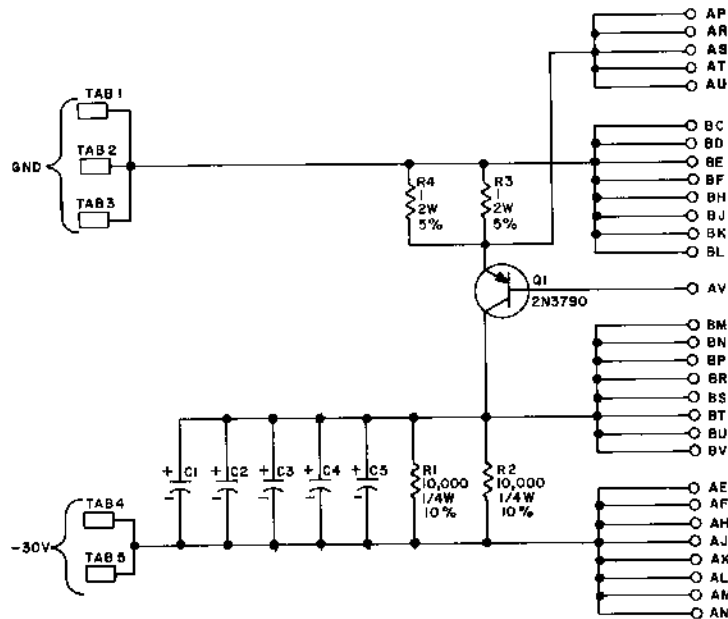 AP
AR
AS
AT
AU
TAB 1
TAB 2
GND
TAB 3
BC
BD
BE
BF
BH
BJ
BK
BL
R4
1
2W
5%
R3
1
2W
5%
Q1
2N3790
AV
BM
BN
BP
BR
BS
BT
BU
BV
+ C1
-
+ C2
-
+ C3
-
+ C4
-
+ C5
-
R1
10,000
1/4W
10%
R2
10,000
1/4W
10%
TAB 4
-30V
TAB 5
AE
AF
AH
AJ
AK
AL
AM
AN